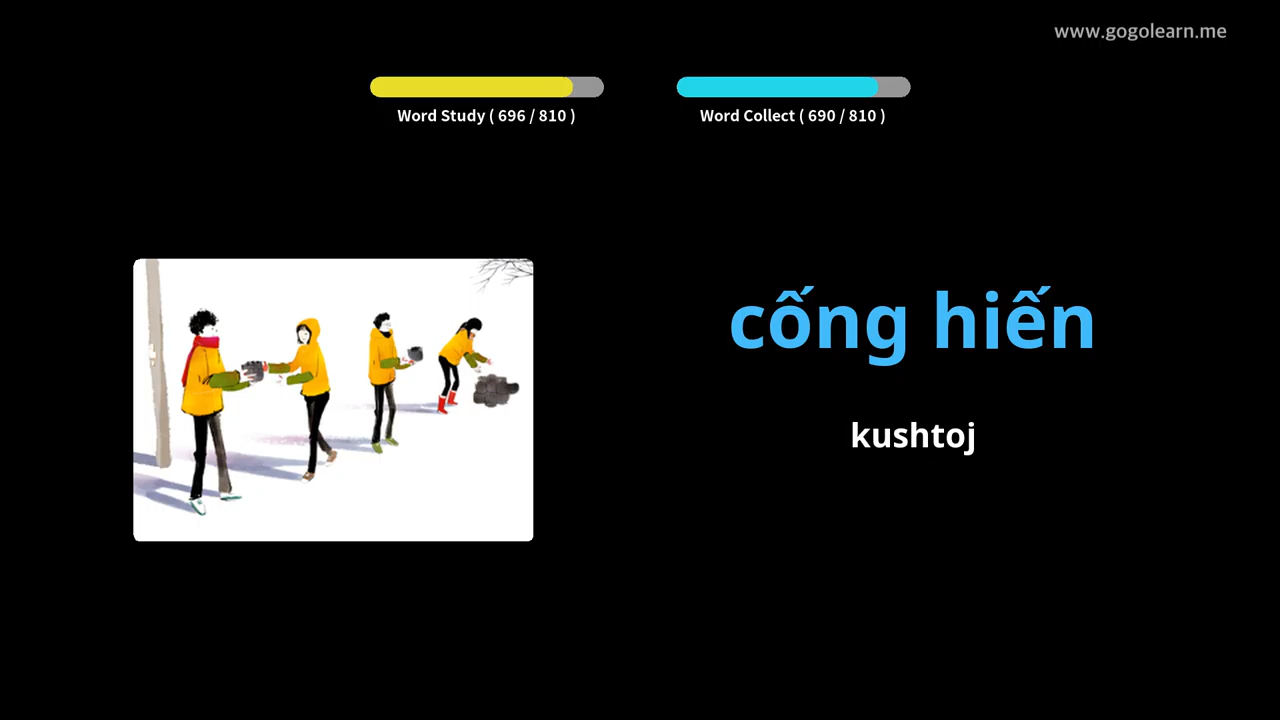 www.gogolearn.me
Word Study ( 696 / 810 )
Word Collect ( 690 / 810 )
cống hiến
kushtoj